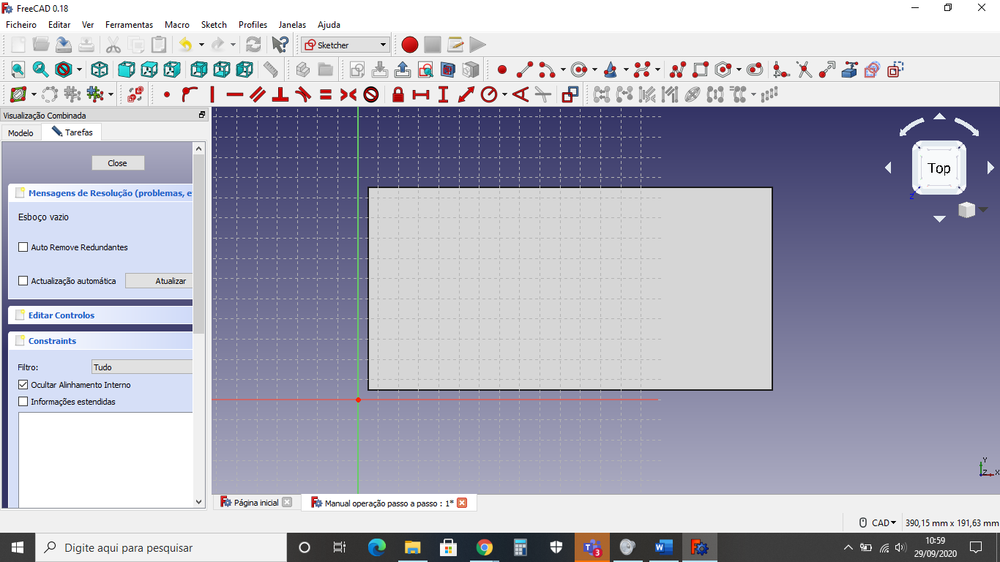 FreeCAD 0.18
Ficheiro Editar Ver Ferramentas Macro Sketch Profiles Janelas Ajuda
Sketcher
Visualização Combinada
Modelo Tarefas
Close
Mensagens de Resolução (problemas, e
Esboço vazio
Auto Remove Redundantes
Actualização automática Atualizar
Editar Controlos
Constraints
Filtro: Tudo
Ocultar Alinhamento Interno
Informações estendidas
Top
Z
Y
Z X
Página inicial Manual operação passo a passo : 1*
CAD 390,15 mm x 191,63 mm
Digite aqui para pesquisar
3
10:59
29/09/2020